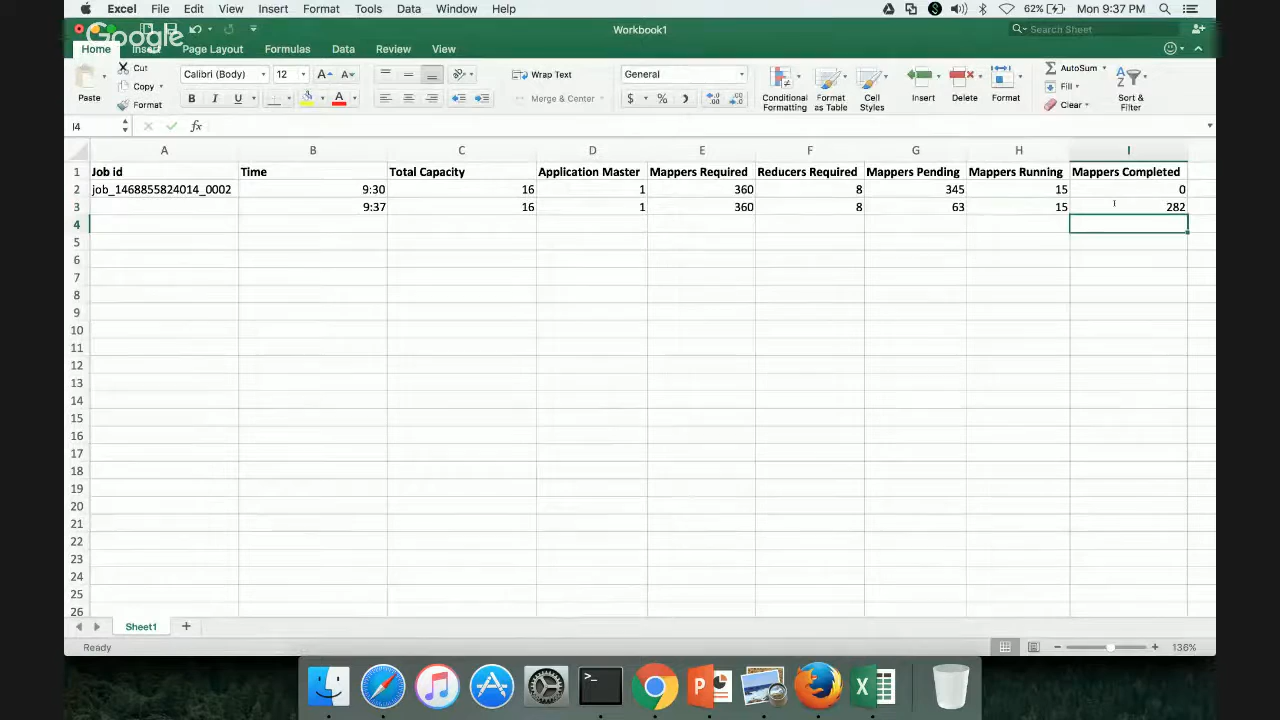 Excel File Edit View Insert Format Tools Data Window Help 62% Mon 9:37 PM
Google
Workbook1
Search Sheet
Home Insert Page Layout Formulas Data Review View
Paste Cut Copy Format
Calibri (Body) 12
B I U
Wrap Text
Merge & Center
General
$ %
Conditional Formatting
Format as Table
Cell Styles
Insert Delete Format
AutoSum
Fill
Clear
Sort & Filter
I4 fx
A B C D E F G H I
1 Job id Time Total Capacity Application Master Mappers Required Reducers Required Mappers Pending Mappers Running Mappers Completed
2 job_1468855824014_0002 9:30 16 1 360 8 345 15 0
3 9:37 16 1 360 8 63 15 282
4
5
6
7
8
9
10
11
12
13
14
15
16
17
18
19
20
21
22
23
24
25
26
Sheet1 +
Ready 136%